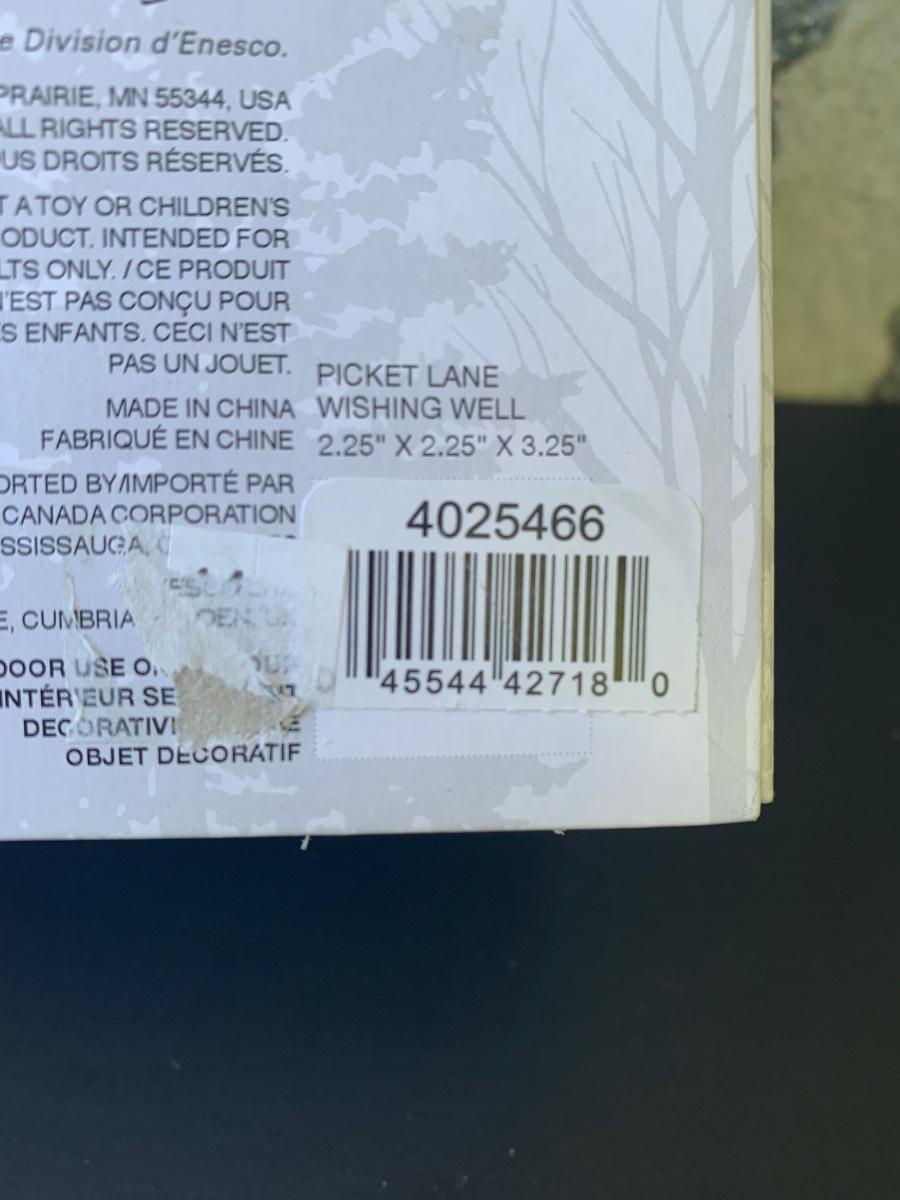 e Division d'Enesco.
PRAIRIE, MN 55344, USA
ALL RIGHTS RESERVED.
US DROITS RÉSERVÉS.
T A TOY OR CHILDREN'S
ODUCT. INTENDED FOR
LTS ONLY. / CE PRODUIT
N'EST PAS CONÇU POUR
S ENFANTS. CECI N'EST
PAS UN JOUET.
MADE IN CHINA
FABRIQUÉ EN CHINE
ORTED BY/IMPORTÉ PAR
CANADA CORPORATION
SSISSAUGA,
E, CUMBRIA
DOOR USE
INTÉRIEUR
OBJET DÉCORATIF
PICKET LANE
WISHING WELL
2.25" X 2.25" X 3.25"
4025466
0 45544 42718 0